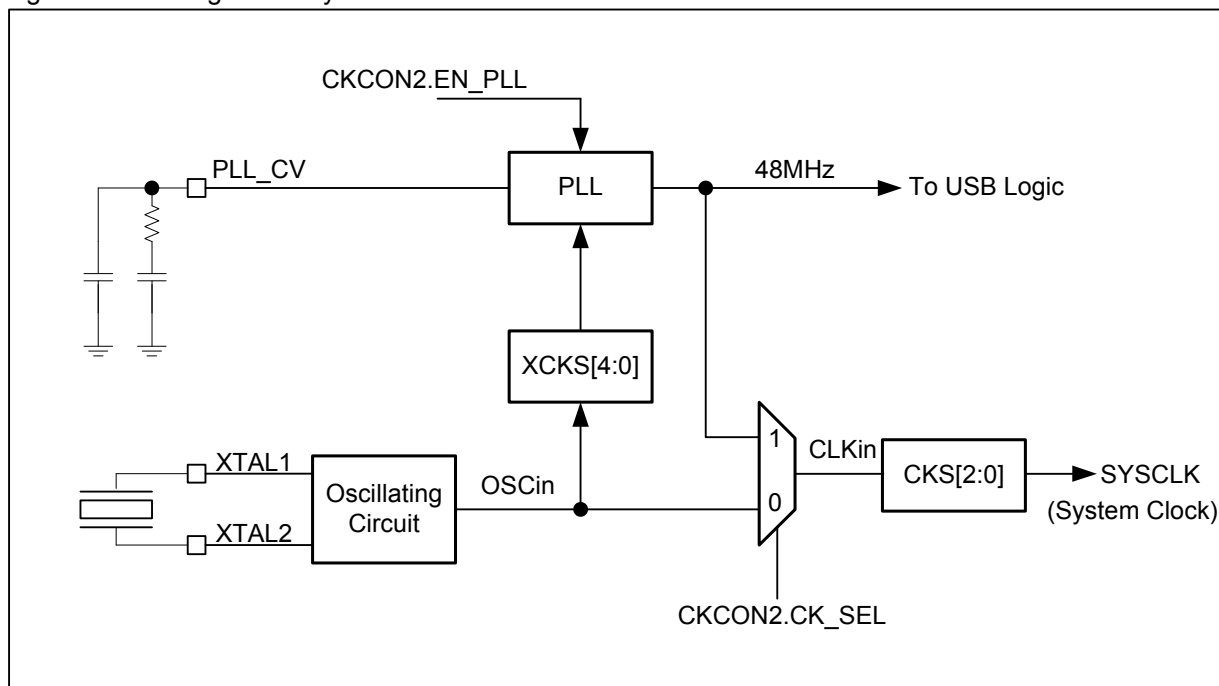 CKCON2.EN_PLL
PLL_CV
PLL
48MHz
To USB Logic
XCKS[4:0]
XTAL1
XTAL2
Oscillating
Circuit
OSCin
1
0
CLKin
CKS[2:0]
SYSCLK
(System Clock)
CKCON2.CK_SEL